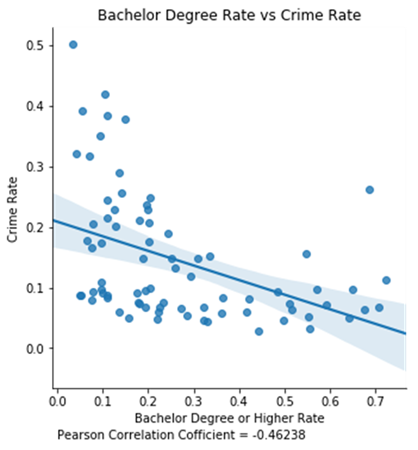 Bachelor Degree Rate vs Crime Rate
0.5
0.4
0.3
0.2
0.1
0.0
Crime Rate
0.0 0.1 0.2 0.3 0.4 0.5 0.6 0.7
Bachelor Degree or Higher Rate
Pearson Correlation Cofficient = -0.46238